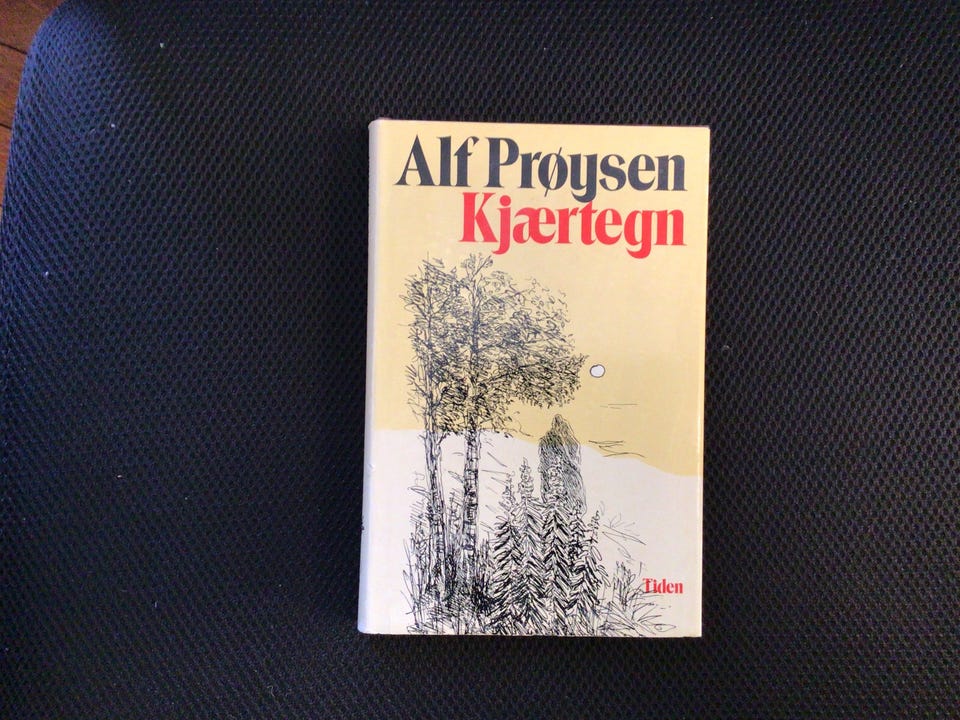 Alf Prøysen
Kjærtegn
Tiden